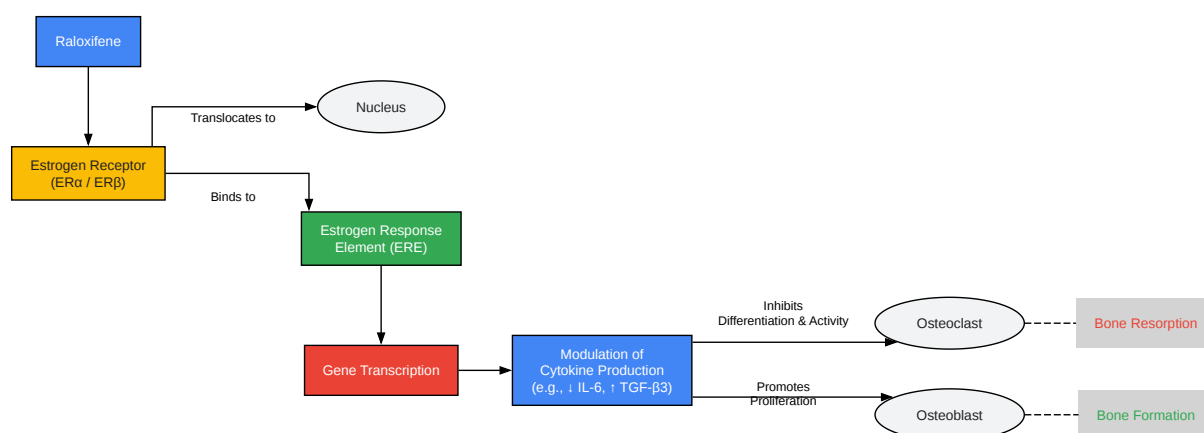 Raloxifene
Nucleus
Translocates to
Estrogen Receptor
(ERα / ERβ)
Binds to
Estrogen Response
Element (ERE)
Inhibits
Differentiation & Activity
Osteoclast
Bone Resorption
Gene Transcription
Modulation of
Cytokine Production
(e.g., ↓ IL-6, ↑ TGF-β3)
Promotes
Proliferation
Osteoblast
Bone Formation